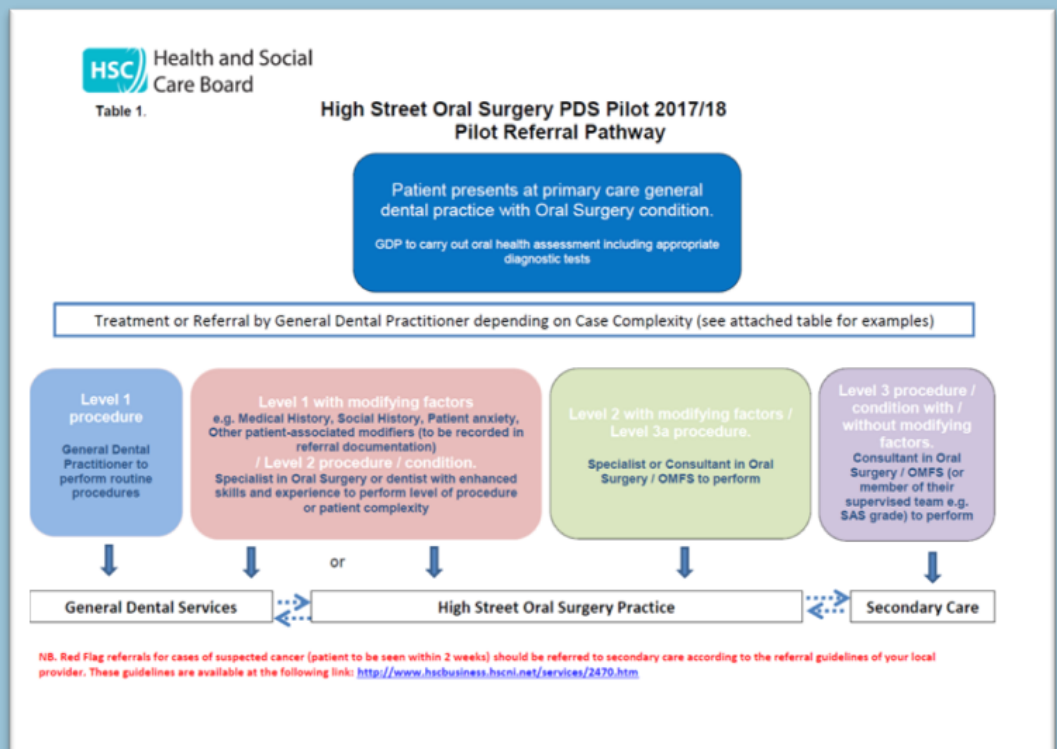 HSC Health and Social
Care Board
Table 1.
High Street Oral Surgery PDS Pilot 2017/18
Pilot Referral Pathway
Patient presents at primary care general
dental practice with Oral Surgery condition.
GDP to carry out oral health assessment including appropriate
diagnostic tests
Treatment or Referral by General Dental Practitioner depending on Case Complexity (see attached table for examples)
Level 1
procedure
General Dental
Practitioner to
perform routine
procedures
Level 1 with modifying factors
e.g. Medical History, Social History, Patient anxiety,
Other patient-associated modifiers (to be recorded in
referral documentation)
/ Level 2 procedure / condition.
Specialist in Oral Surgery or dentist with enhanced
skills and experience to perform level of procedure
or patient complexity
Level 2 with modifying factors /
Level 3a procedure.
Specialist or Consultant in Oral
Surgery / OMFS to perform
Level 3 procedure /
condition with /
without modifying
factors.
Consultant in Oral
Surgery / OMFS (or
member of their
supervised team e.g.
SAS grade) to perform
or
General Dental Services
High Street Oral Surgery Practice
Secondary Care
NB. Red Flag referrals for cases of suspected cancer (patient to be seen within 2 weeks) should be referred to secondary care according to the referral guidelines of your local
provider. These guidelines are available at the following link: http://www.hscbusiness.hscni.net/services/2470.htm